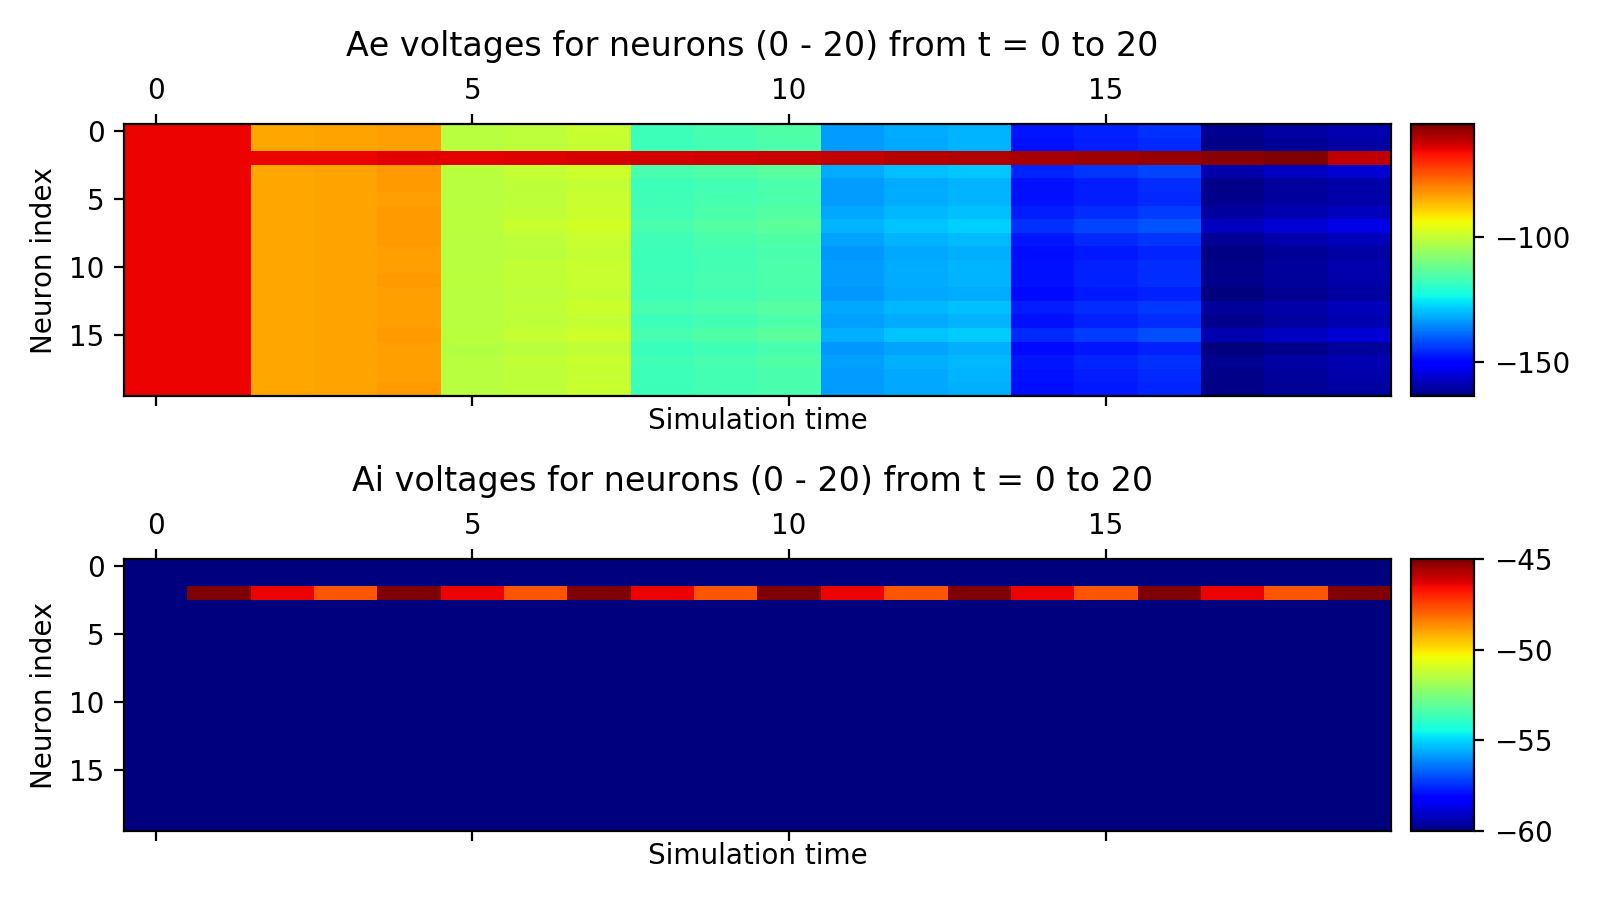 Ae voltages for neurons (0 - 20) from t = 0 to 20
0 5 10 15
Neuron index
0
5
10
15
−100
−150
Simulation time
Ai voltages for neurons (0 - 20) from t = 0 to 20
0 5 10 15
Neuron index
0
5
10
15
−45
−50
−55
−60
Simulation time